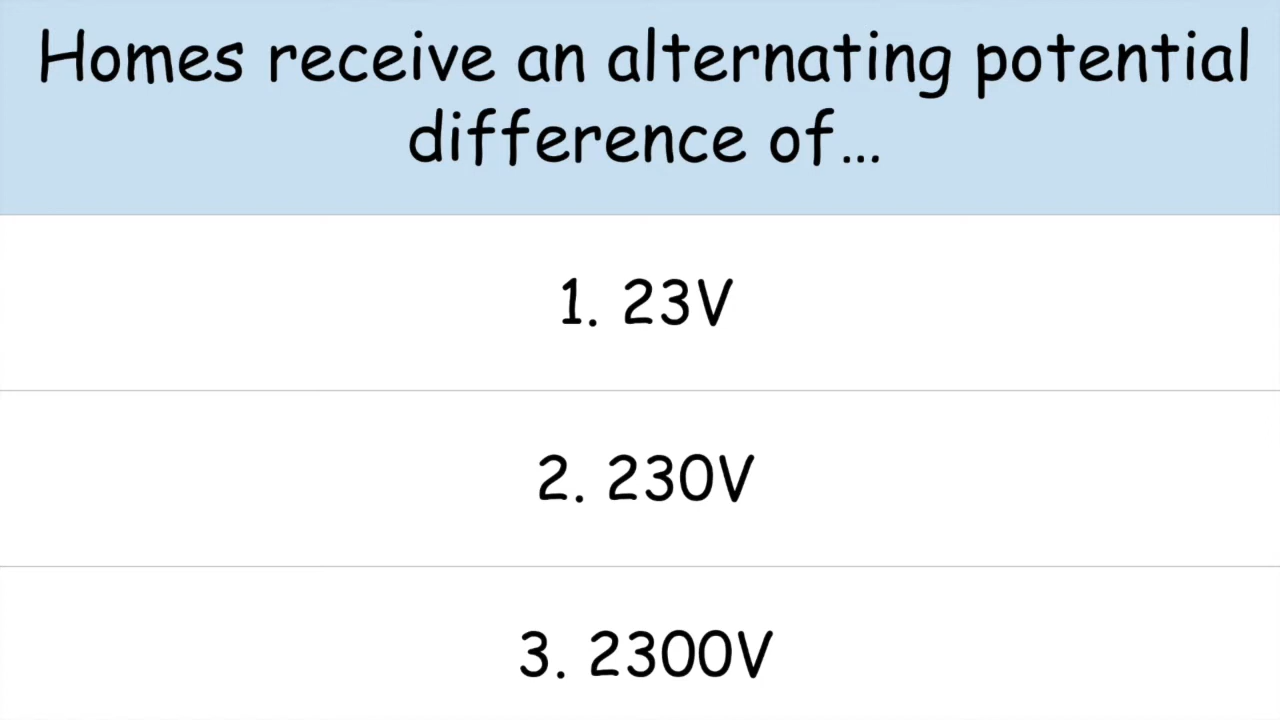 Homes receive an alternating potential
difference of...
1. 23V
2. 230V
3. 2300V